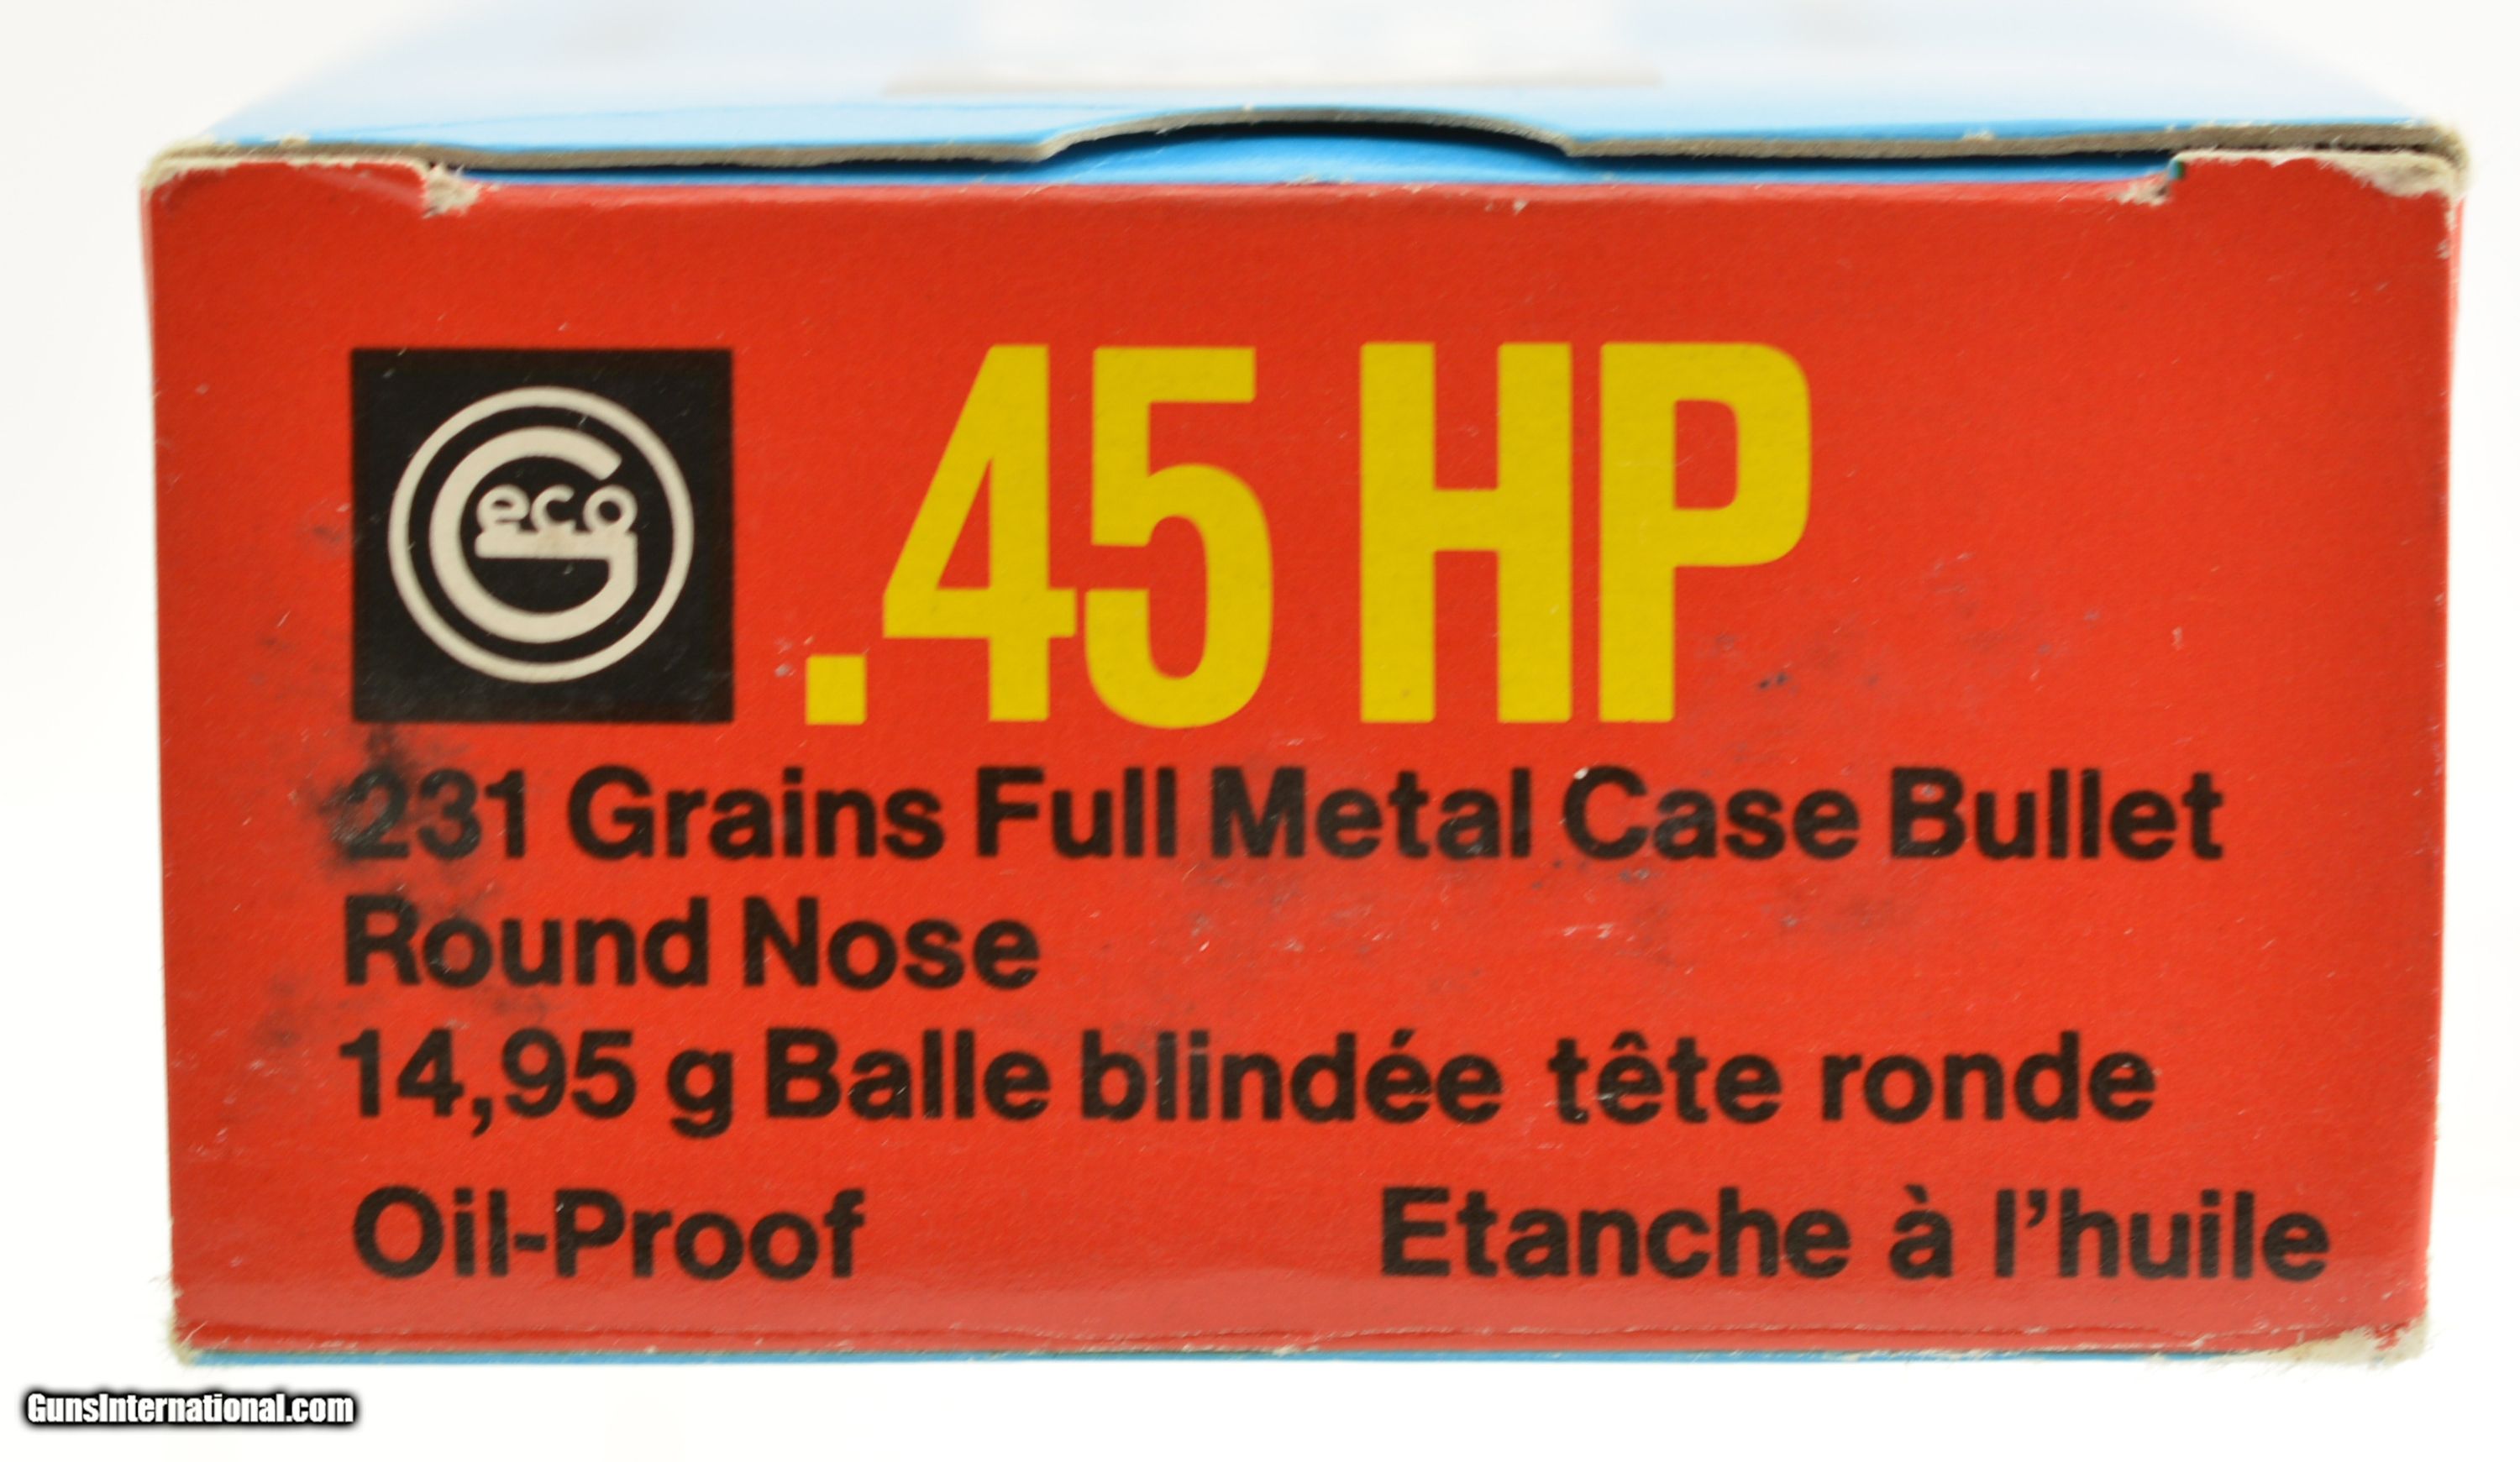 Geco
.45 HP
231 Grains Full Metal Case Bullet
Round Nose
14,95 g Balle blindée tête ronde
Oil-Proof Etanche à l'huile
GunsInternational.com